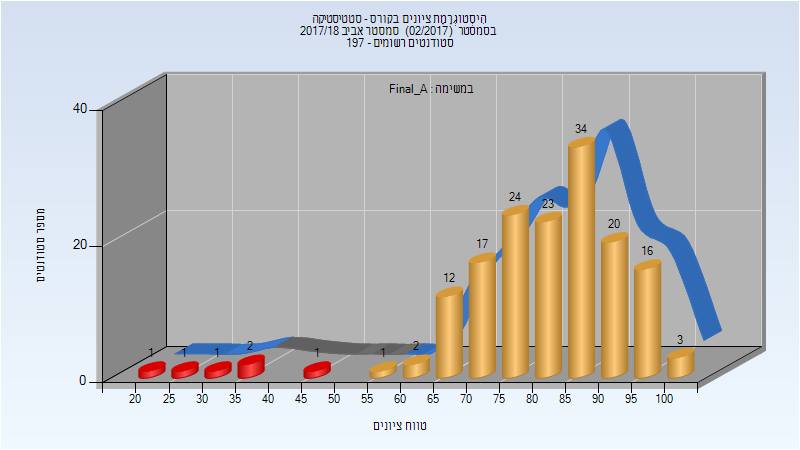 היסטוגרמת ציונים בקורס - סטטיסטיקה
בסמסטר (02/2017) סמסטר אביב 2017/18
סטודנטים רשומים - 197
במשימה : Final_A
מספר סטודנטים
40
20
0
1 1 1 2 1 1 2 12 17 24 23 34 20 16 3
20 25 30 35 40 45 50 55 60 65 70 75 80 85 90 95 100
טווח ציונים